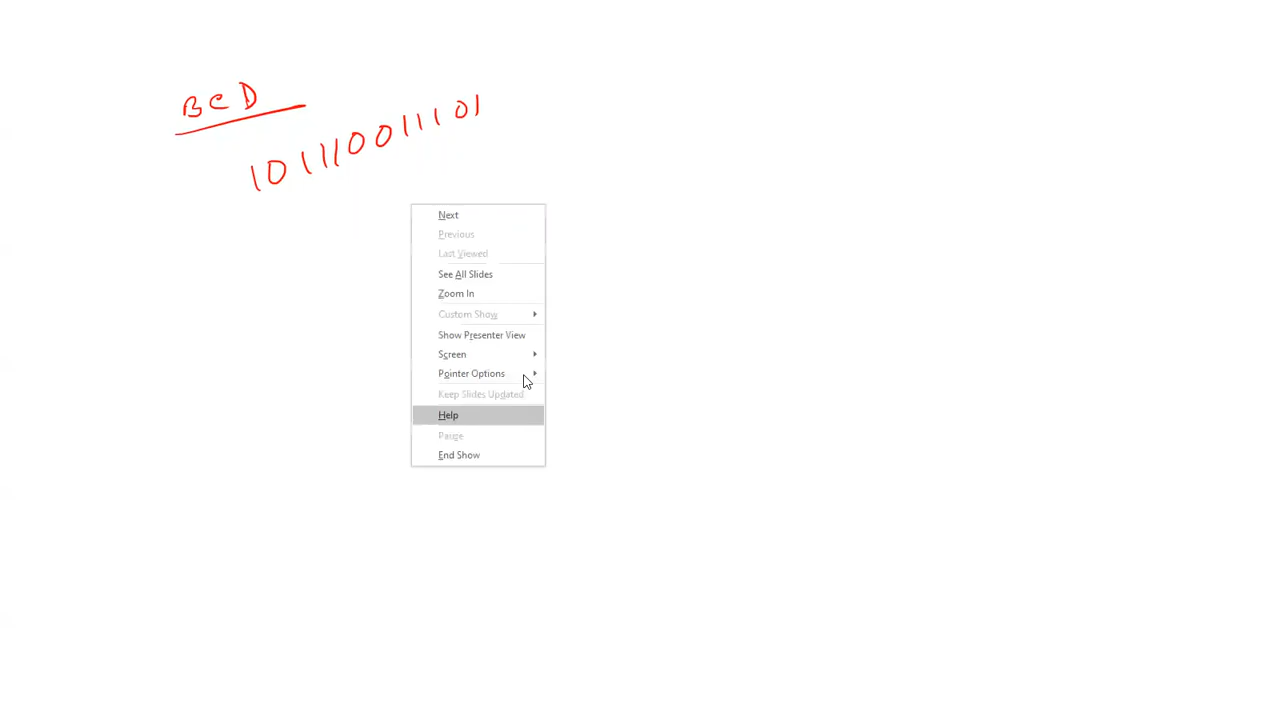 BCD
1011100111101
Next
Previous
Last Viewed
See All Slides
Zoom In
Custom Show
Show Presenter View
Screen
Pointer Options
Keep Slides Updated
Help
Pause
End Show